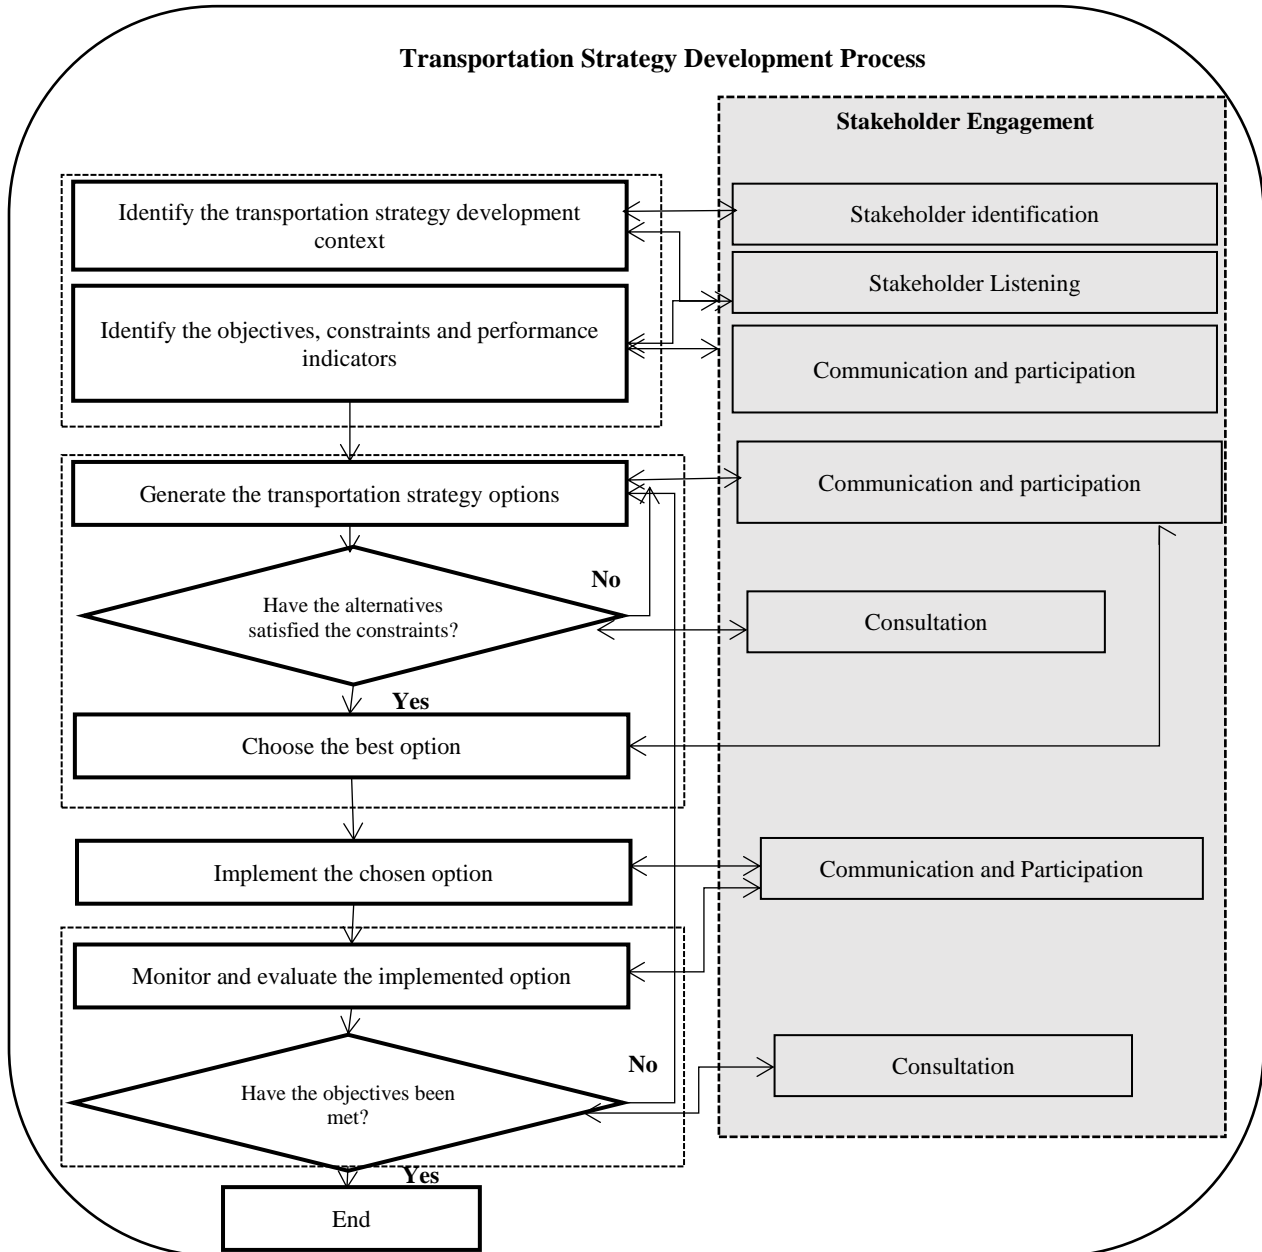 Transportation Strategy Development Process
Stakeholder Engagement
Identify the transportation strategy development
context
Stakeholder identification
Stakeholder Listening
Identify the objectives, constraints and performance
indicators
Communication and participation
Generate the transportation strategy options
Communication and participation
No
Have the alternatives
satisfied the constraints?
Consultation
Yes
Choose the best option
Implement the chosen option
Communication and Participation
Monitor and evaluate the implemented option
No
Have the objectives been
met?
Consultation
Yes
End